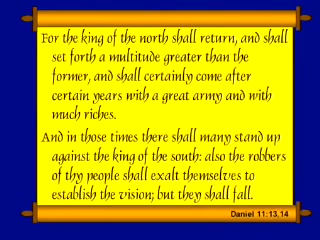 For the king of the north shall return, and shall
set forth a multitude greater than the
former, and shall certainly come after
certain years with a great army and with
much riches.
And in those times there shall many stand up
against the king of the south: also the robbers
of thy people shall exalt themselves to
establish the vision; but they shall fall.
Daniel 11:13,14